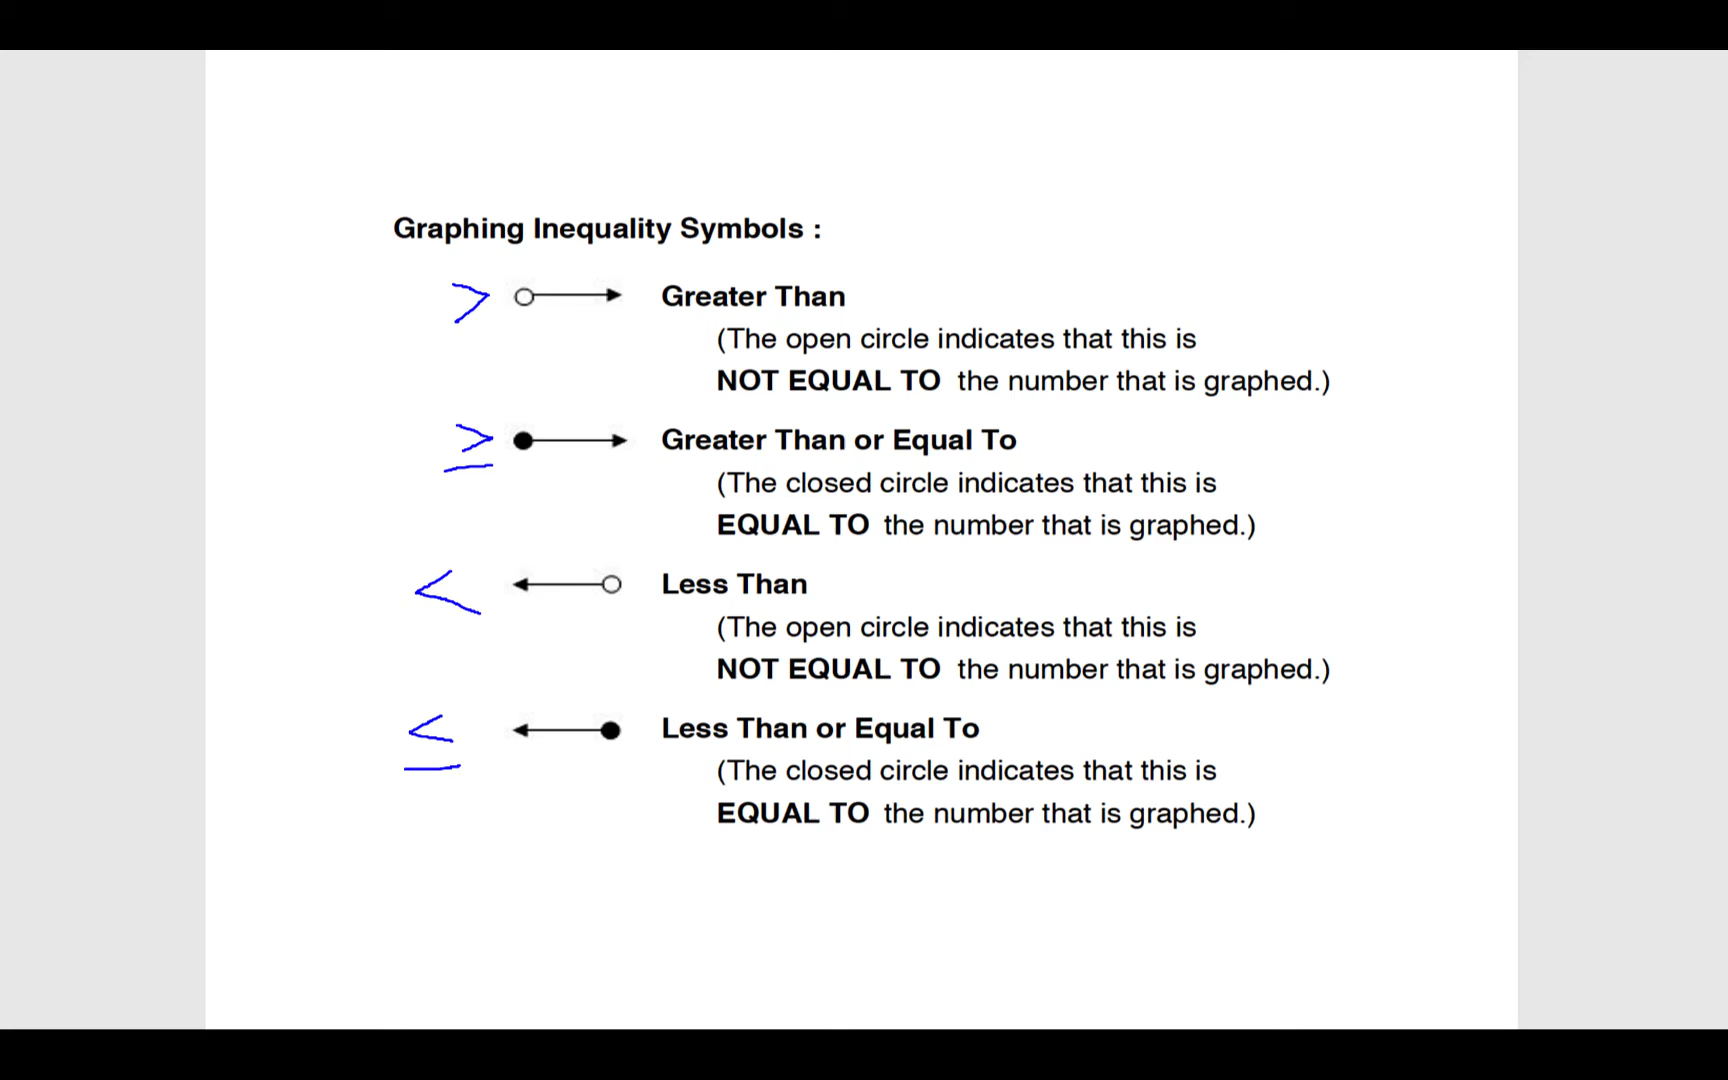 Graphing Inequality Symbols :
> Greater Than
(The open circle indicates that this is
NOT EQUAL TO the number that is graphed.)
≥ Greater Than or Equal To
(The closed circle indicates that this is
EQUAL TO the number that is graphed.)
< Less Than
(The open circle indicates that this is
NOT EQUAL TO the number that is graphed.)
≤ Less Than or Equal To
(The closed circle indicates that this is
EQUAL TO the number that is graphed.)